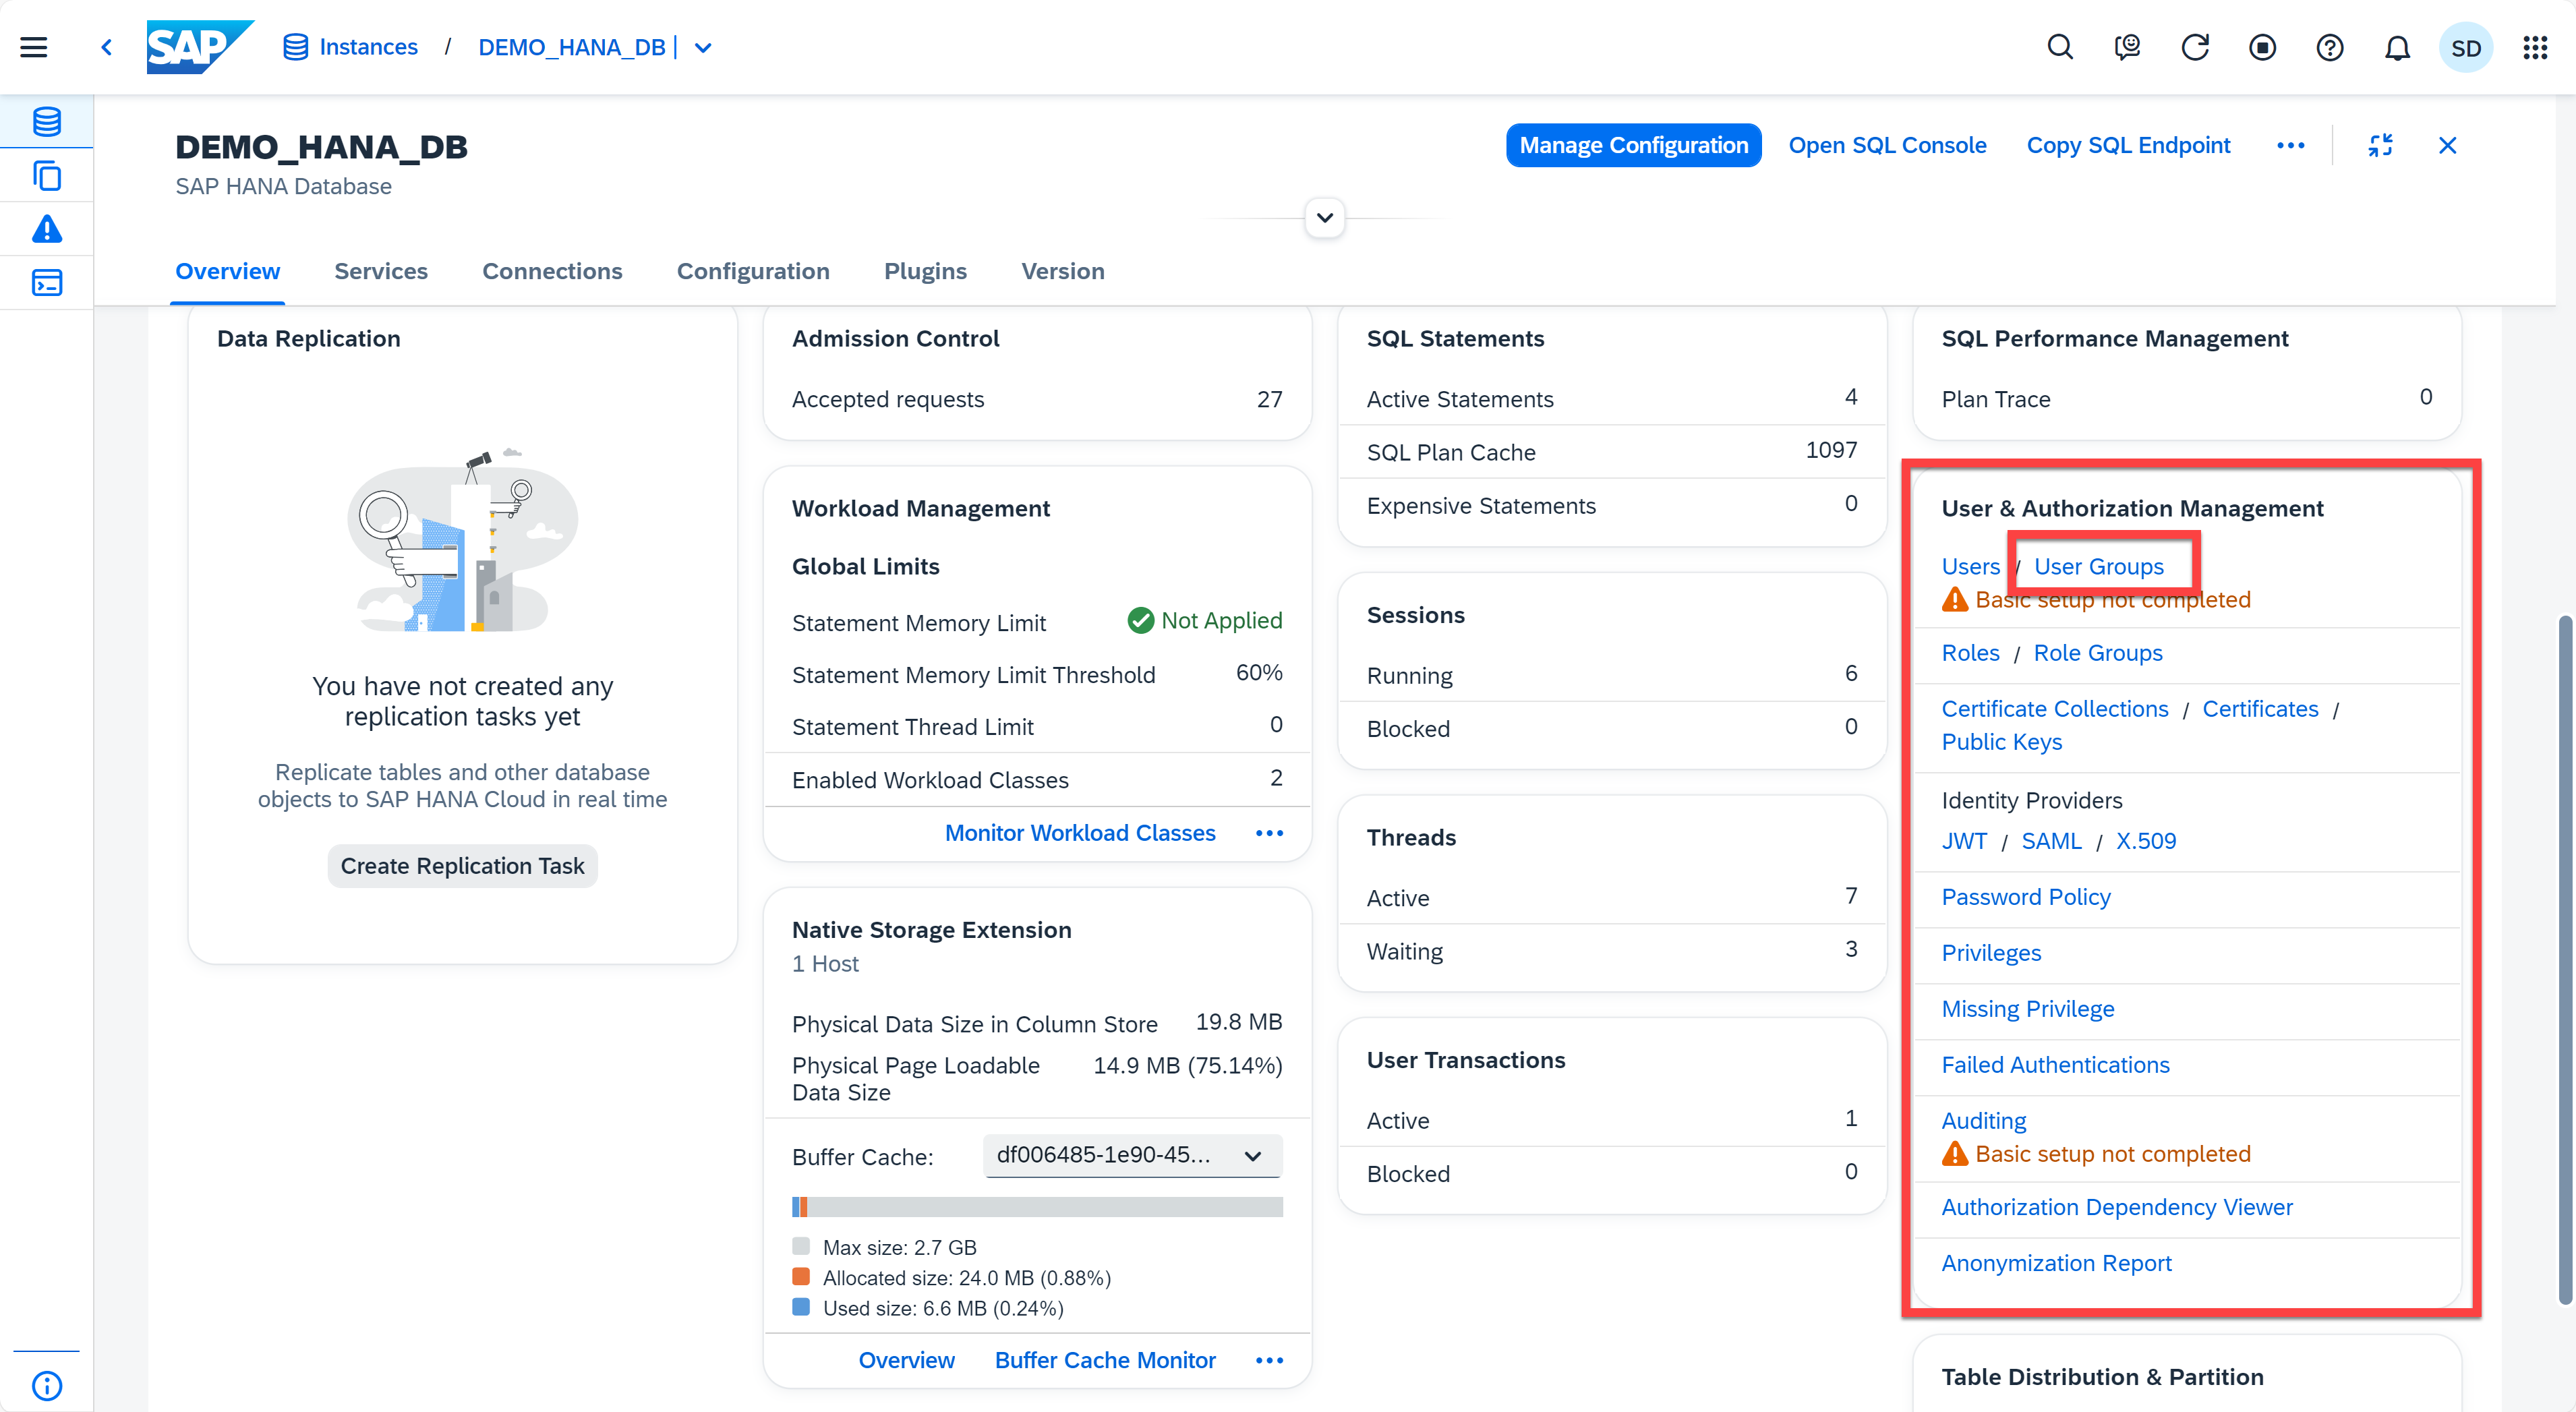 SAP
Instances / DEMO_HANA_DB |
SD
DEMO_HANA_DB
SAP HANA Database
Manage Configuration
Open SQL Console
Copy SQL Endpoint
Overview
Services
Connections
Configuration
Plugins
Version
Data Replication
You have not created any
replication tasks yet
Replicate tables and other database
objects to SAP HANA Cloud in real time
Create Replication Task
Admission Control
Accepted requests 27
Workload Management
Global Limits
Statement Memory Limit Not Applied
Statement Memory Limit Threshold 60%
Statement Thread Limit 0
Enabled Workload Classes 2
Monitor Workload Classes
Native Storage Extension
1 Host
Physical Data Size in Column Store 19.8 MB
Physical Page Loadable 14.9 MB (75.14%)
Data Size
Buffer Cache: df006485-1e90-45...
Max size: 2.7 GB
Allocated size: 24.0 MB (0.88%)
Used size: 6.6 MB (0.24%)
Overview Buffer Cache Monitor
SQL Statements
Active Statements 4
SQL Plan Cache 1097
Expensive Statements 0
Sessions
Running 6
Blocked 0
Threads
Active 7
Waiting 3
User Transactions
Active 1
Blocked 0
SQL Performance Management
Plan Trace 0
User & Authorization Management
Users / User Groups
Basic setup not completed
Roles / Role Groups
Certificate Collections / Certificates /
Public Keys
Identity Providers
JWT / SAML / X.509
Password Policy
Privileges
Missing Privilege
Failed Authentications
Auditing
Basic setup not completed
Authorization Dependency Viewer
Anonymization Report
Table Distribution & Partition